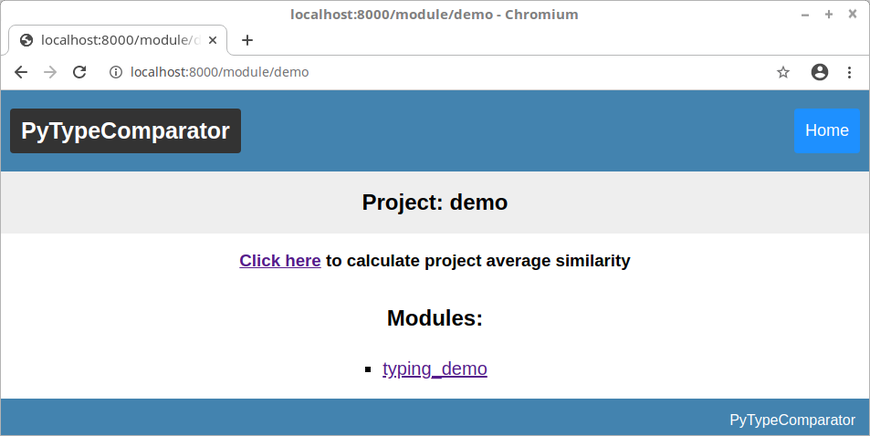 localhost:8000/module/demo - Chromium
localhost:8000/module/d
localhost:8000/module/demo
PyTypeComparator
Home
Project: demo
Click here to calculate project average similarity
Modules:
typing_demo
PyTypeComparator